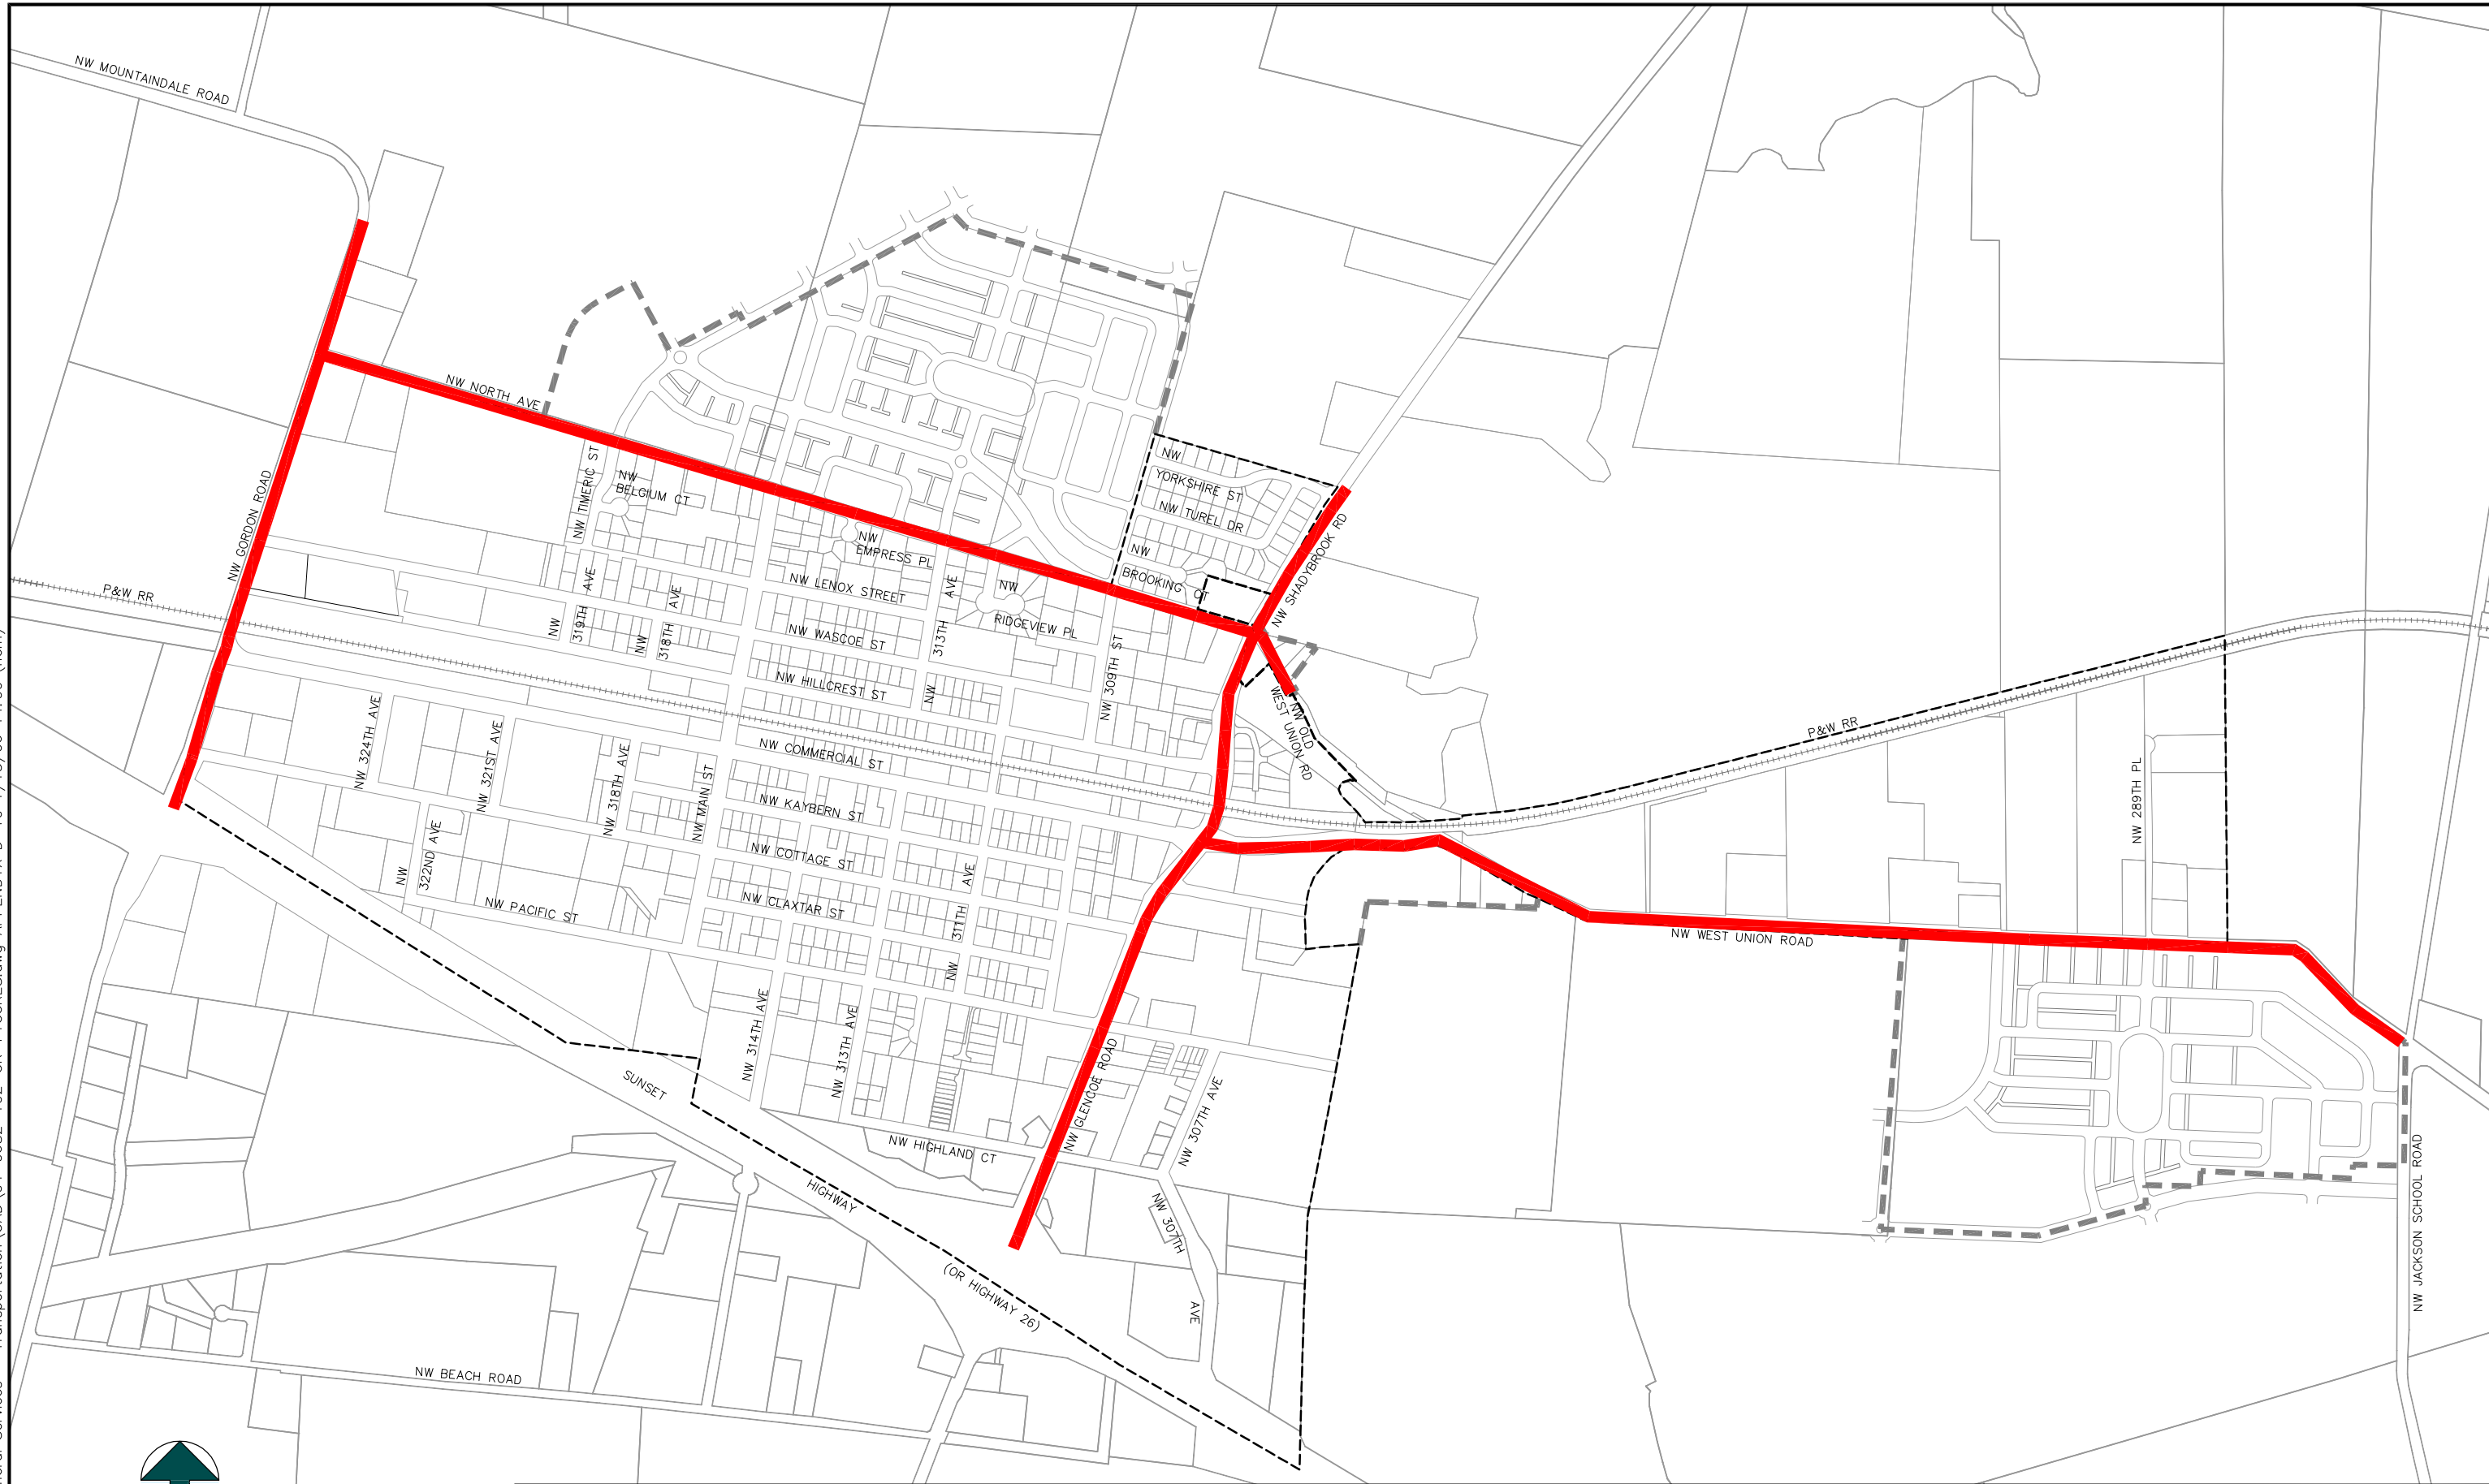 NW MOUNTAINDALE ROAD
NW NORTH AVE
NW GORDON ROAD
NW TIMERIC ST
NW
BELGIUM CT
NW
YORKSHIRE ST
NW TUREL DR
NW
BROOKING CT
NW SHADYBROOK RD
NW
EMPRESS PL
NW LENOX STREET
NW
RIDGEVIEW PL
P&W RR
NW
319TH AVE
NW
318TH AVE
NW WASCOE ST
NW
313TH AVE
NW HILLCREST ST
NW 309TH ST
NW OLD
WEST UNION RD
NW 324TH AVE
NW 321ST AVE
NW 318TH AVE
NW MAIN ST
NW COMMERCIAL ST
P&W RR
NW 289TH PL
NW KAYBERN ST
NW
322ND AVE
NW COTTAGE ST
NW CLAXTAR ST
NW
311TH AVE
NW PACIFIC ST
NW WEST UNION ROAD
NW 314TH AVE
NW 313TH AVE
SUNSET
HIGHWAY
(OR HIGHWAY 26)
NW HIGHLAND CT
NW GLENCOE ROAD
NW 307TH AVE
NW 307TH
AVE
NW JACKSON SCHOOL ROAD
NW BEACH ROAD